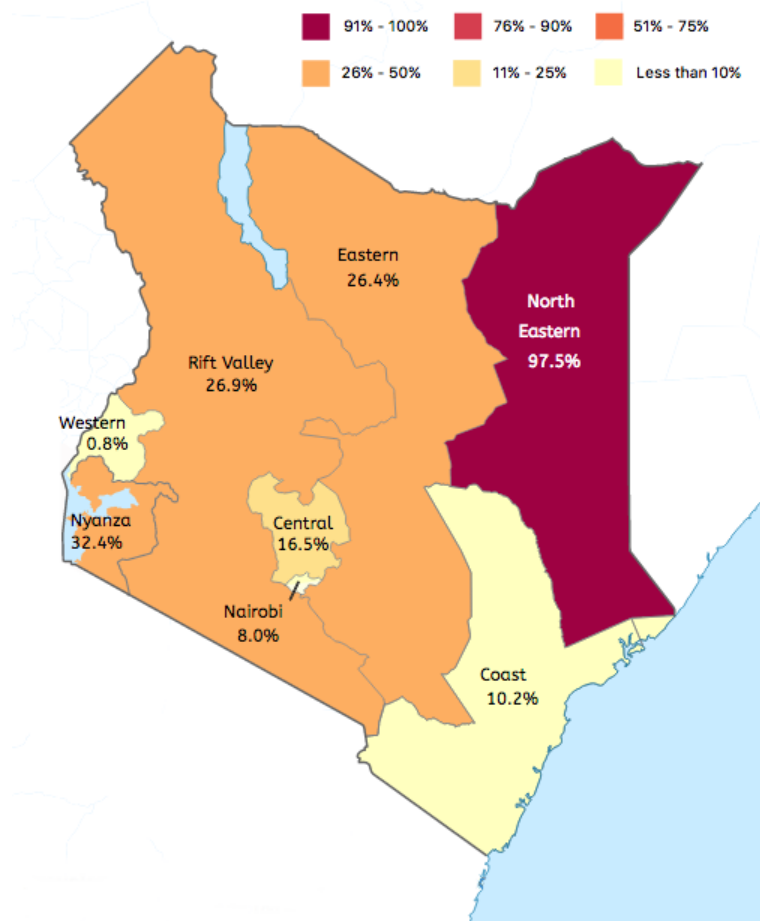 91% - 100%
76% - 90%
51% - 75%
26% - 50%
11% - 25%
Less than 10%
Eastern
26.4%
North
Eastern
97.5%
Rift Valley
26.9%
Western
0.8%
Nyanza
32.4%
Central
16.5%
Nairobi
8.0%
Coast
10.2%